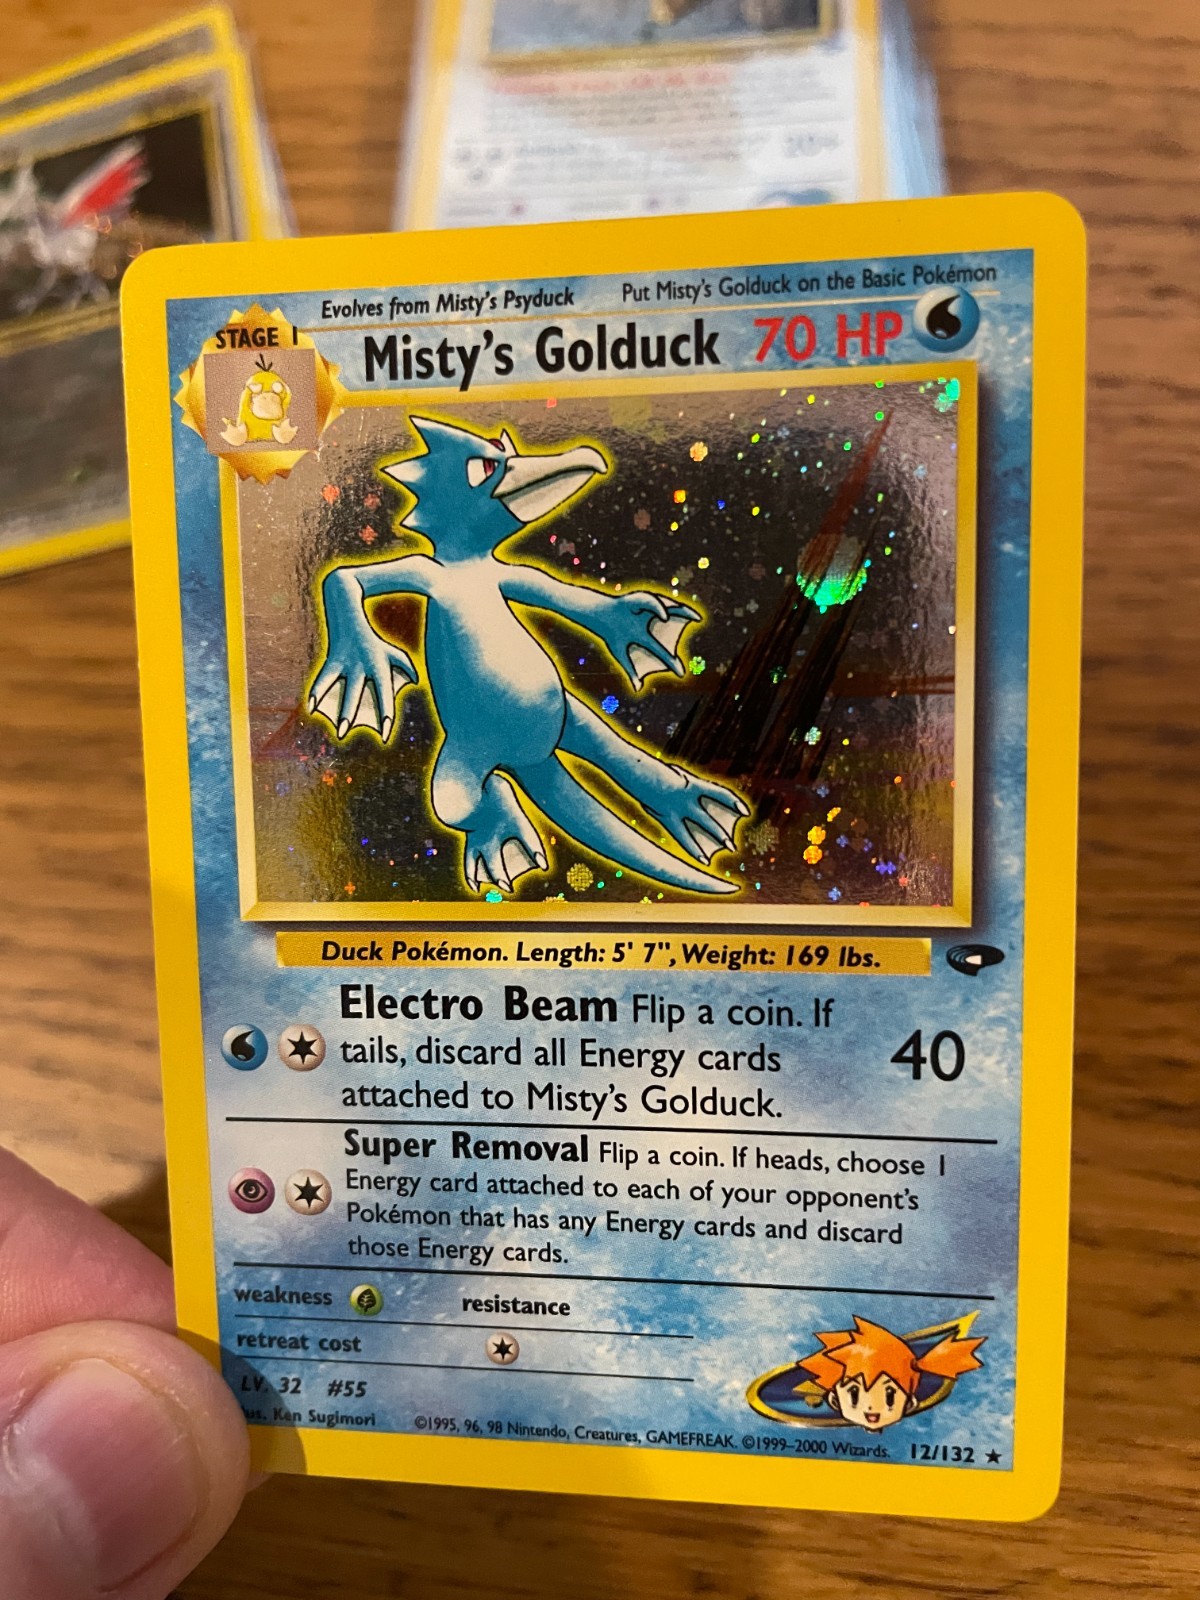 Evolves from Misty's Psyduck Put Misty's Golduck on the Basic Pokémon
STAGE 1
Misty's Golduck 70 HP
Duck Pokémon. Length: 5' 7", Weight: 169 lbs.
Electro Beam Flip a coin. If
tails, discard all Energy cards
attached to Misty's Golduck.
40
Super Removal Flip a coin. If heads, choose 1
Energy card attached to each of your opponent's
Pokémon that has any Energy cards and discard
those Energy cards.
weakness resistance
retreat cost
LV. 32 #55
Ken Sugimori ©1995, 96, 98 Nintendo, Creatures, GAMEFREAK. ©1999–2000 Wizards. 12/132 ★